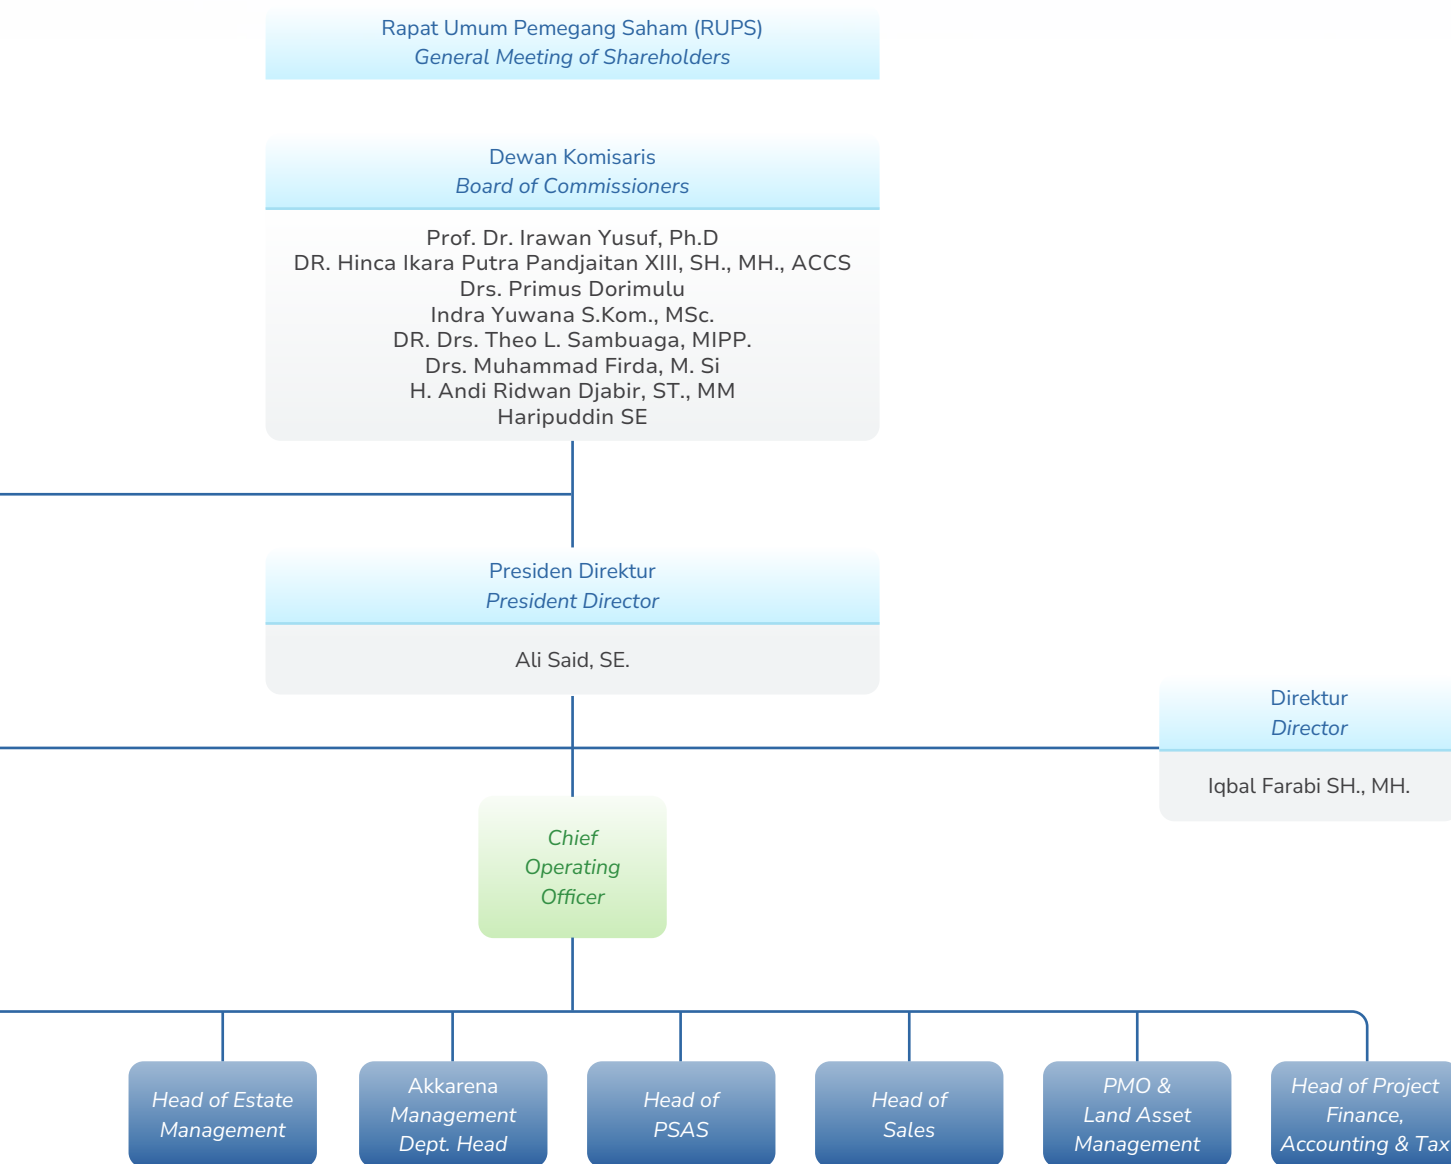 Rapat Umum Pemegang Saham (RUPS)
General Meeting of Shareholders
Dewan Komisaris
Board of Commissioners
Prof. Dr. Irawan Yusuf, Ph.D
DR. Hinca Ikara Putra Pandjaitan XIII, SH., MH., ACCS
Drs. Primus Dorimulu
Indra Yuwana S.Kom., MSc.
DR. Drs. Theo L. Sambuaga, MIPP.
Drs. Muhammad Firda, M. Si
H. Andi Ridwan Djabir, ST., MM
Haripuddin SE
Presiden Direktur
President Director
Ali Said, SE.
Direktur
Director
Iqbal Farabi SH., MH.
Chief
Operating
Officer
Head of Estate
Management
Akkarena
Management
Dept. Head
Head of
PSAS
Head of
Sales
PMO &
Land Asset
Management
Head of Project
Finance,
Accounting & Tax